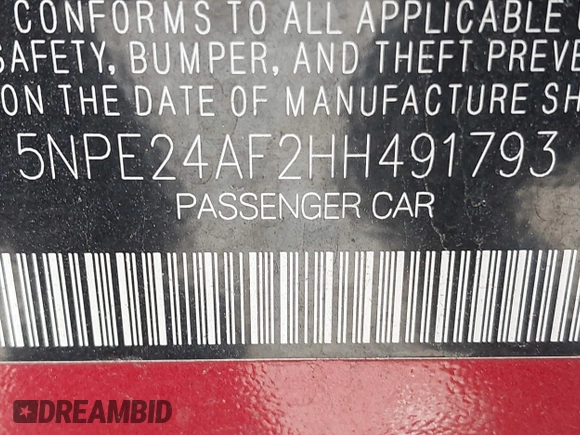 CONFORMS TO ALL APPLICABLE
SAFETY, BUMPER, AND THEFT PREVE
ON THE DATE OF MANUFACTURE SH
5NPE24AF2HH491793
PASSENGER CAR
DREAMBID